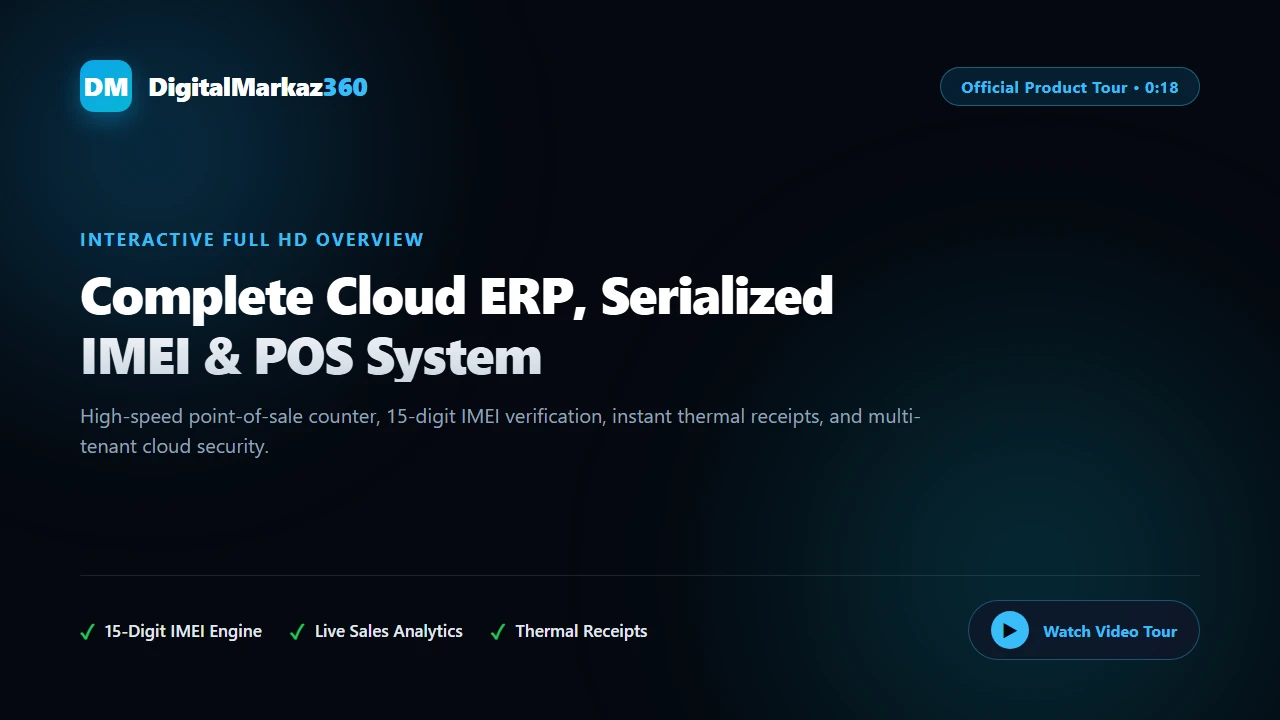 DM DigitalMarkaz360
Official Product Tour • 0:18
INTERACTIVE FULL HD OVERVIEW
Complete Cloud ERP, Serialized
IMEI & POS System
High-speed point-of-sale counter, 15-digit IMEI verification, instant thermal receipts, and multi-
tenant cloud security.
✓ 15-Digit IMEI Engine ✓ Live Sales Analytics ✓ Thermal Receipts
Watch Video Tour